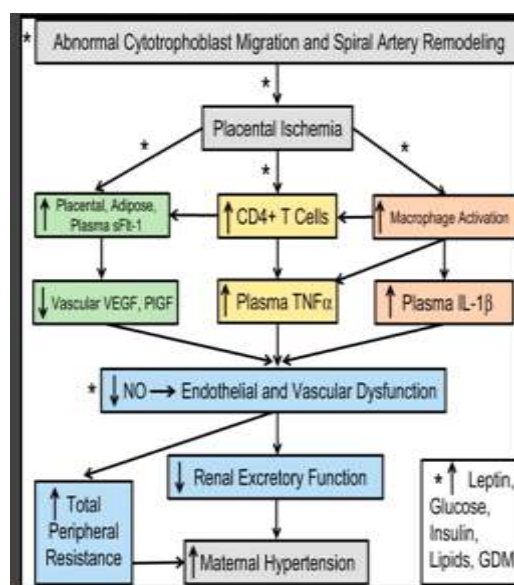 * Abnormal Cytotrophoblast Migration and Spiral Artery Remodeling
*
Placental Ischemia
* * *
↑ Placental, Adipose,
Plasma sFlt-1
↑ CD4+ T Cells
↑ Macrophage Activation
↓ Vascular VEGF, PlGF
↑ Plasma TNFα
↑ Plasma IL-1β
* ↓ NO → Endothelial and Vascular Dysfunction
↓ Renal Excretory Function
↑ Total
Peripheral
Resistance
↑ Maternal Hypertension
* ↑ Leptin,
Glucose,
Insulin,
Lipids, GDM